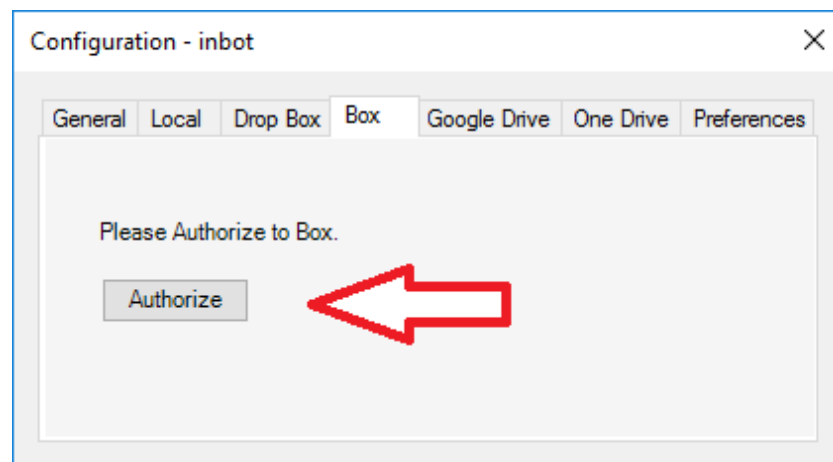 Configuration - inbot
General Local Drop Box Box Google Drive One Drive Preferences
Please Authorize to Box.
Authorize